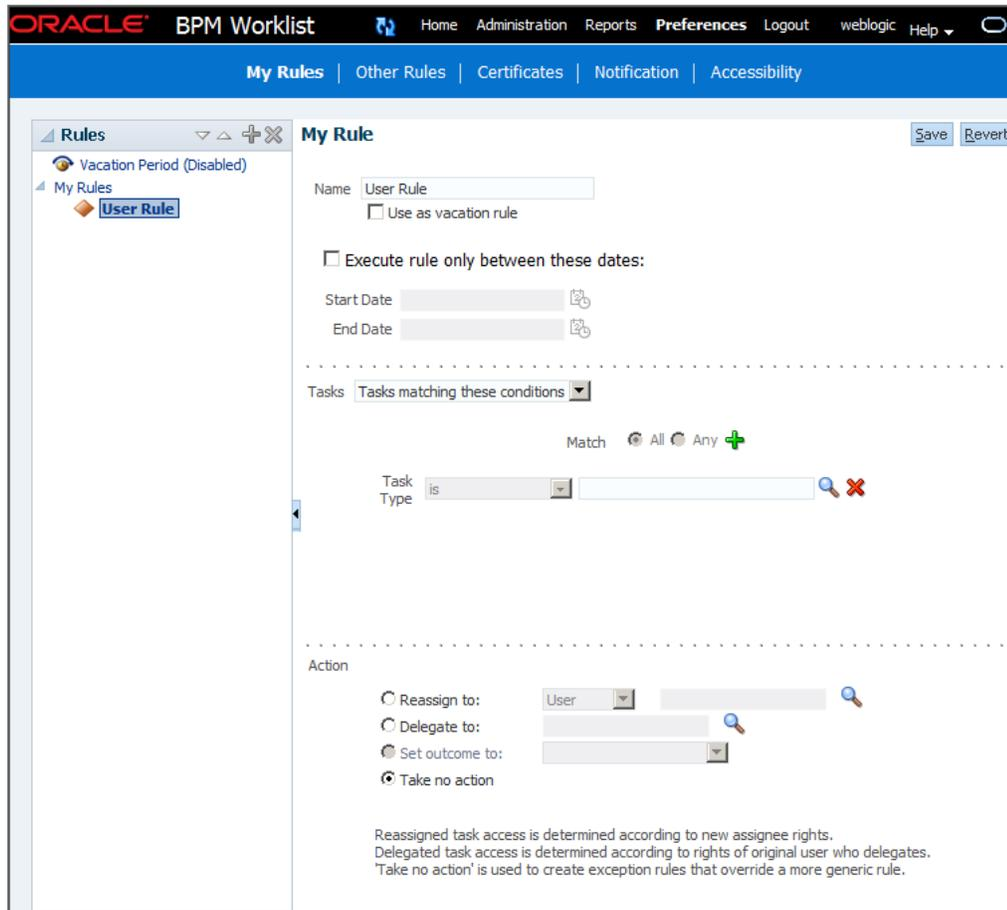 ORACLE® BPM Worklist Home Administration Reports Preferences Logout weblogic Help
My Rules | Other Rules | Certificates | Notification | Accessibility
Rules
Vacation Period (Disabled)
My Rules
User Rule
My Rule Save Revert
Name User Rule
Use as vacation rule
Execute rule only between these dates:
Start Date
End Date
Tasks Tasks matching these conditions
Match All Any
Task Type is
Action
Reassign to: User
Delegate to:
Set outcome to:
Take no action
Reassigned task access is determined according to new assignee rights.
Delegated task access is determined according to rights of original user who delegates.
'Take no action' is used to create exception rules that override a more generic rule.